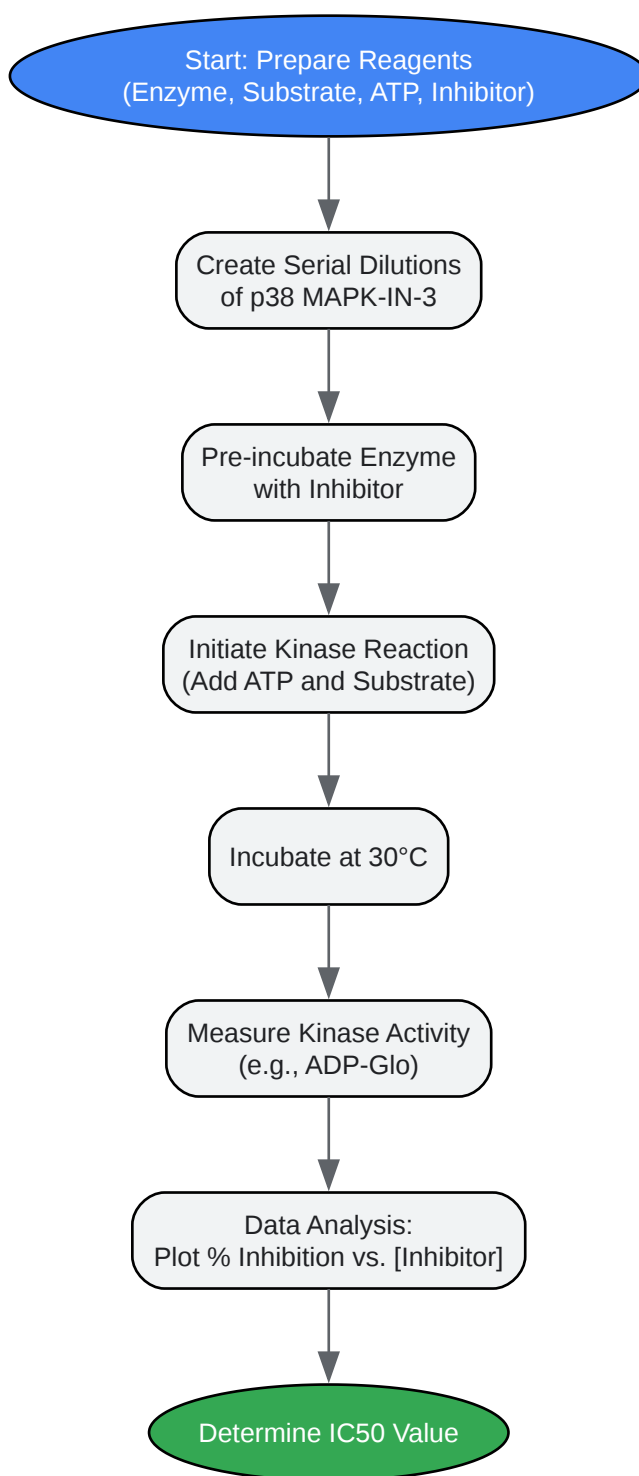 Start: Prepare Reagents
(Enzyme, Substrate, ATP, Inhibitor)
Create Serial Dilutions
of p38 MAPK-IN-3
Pre-incubate Enzyme
with Inhibitor
Initiate Kinase Reaction
(Add ATP and Substrate)
Incubate at 30°C
Measure Kinase Activity
(e.g., ADP-Glo)
Data Analysis:
Plot % Inhibition vs. [Inhibitor]
Determine IC50 Value